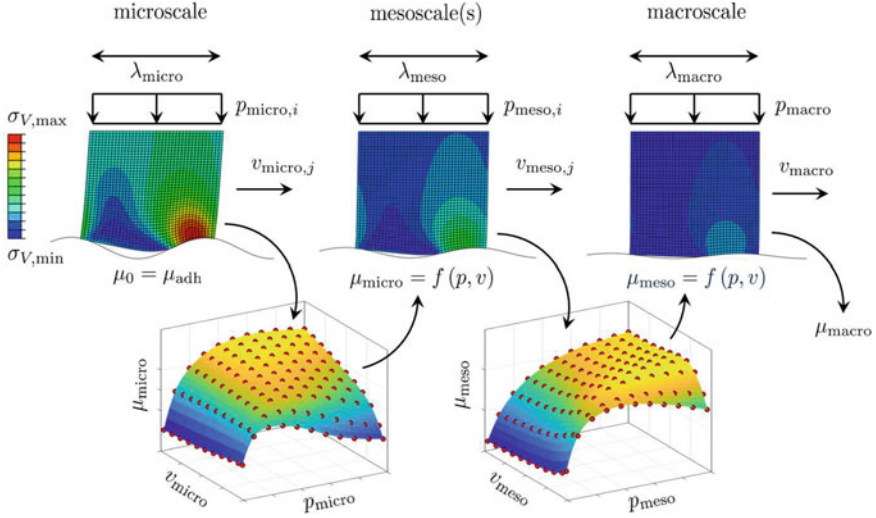 microscale mesoscale(s) macroscale
λmicro λmeso λmacro
σV,max pmicro,i pmeso,i pmacro
vmicro,j vmeso,j vmacro
σV,min
μ0 = μadh μmicro = f (p, v) μmeso = f (p, v)
μmacro
μmicro μmeso
vmicro pmicro vmeso pmeso